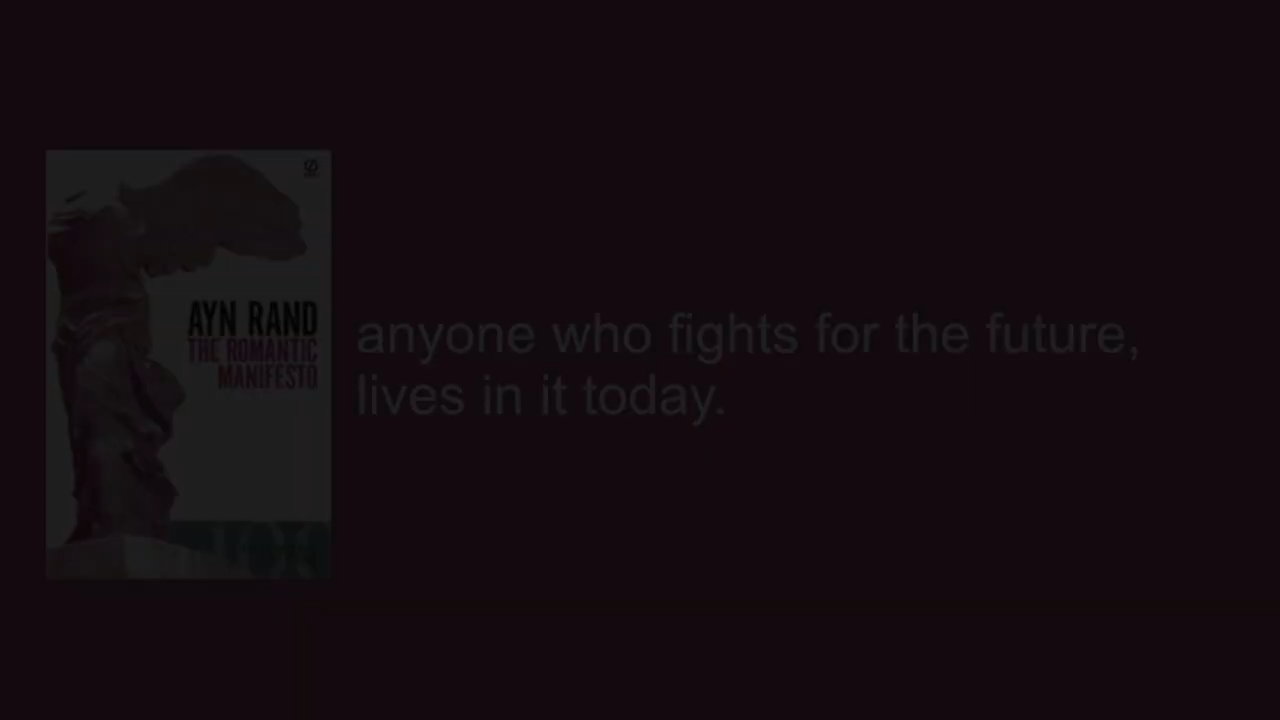 AYN RAND
THE ROMANTIC
MANIFESTO
anyone who fights for the future,
lives in it today.